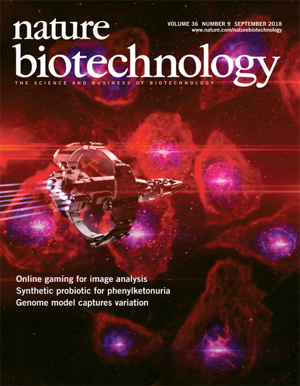 nature
biotechnology
VOLUME 36 NUMBER 9 SEPTEMBER 2018
www.nature.com/naturebiotechnology
THE SCIENCE AND BUSINESS OF BIOTECHNOLOGY
Online gaming for image analysis
Synthetic probiotic for phenylketonuria
Genome model captures variation